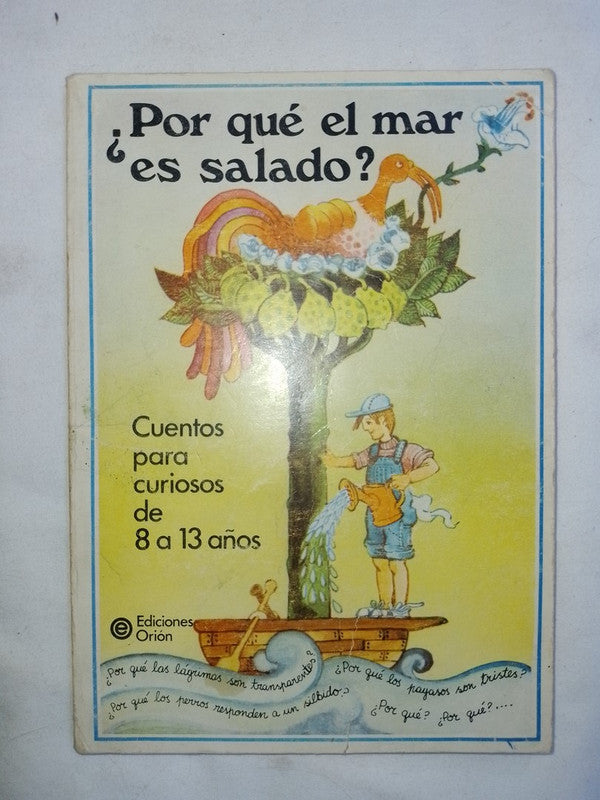 ¿Por qué el mar
es salado?
Cuentos
para
curiosos
de
8 a 13 años
e Ediciones
Orión
¿Por qué las lágrimas son transparentes?
¿Por qué los payasos son tristes?
¿Por qué los perros responden a un silbido?
¿Por qué? ¿Por qué?....